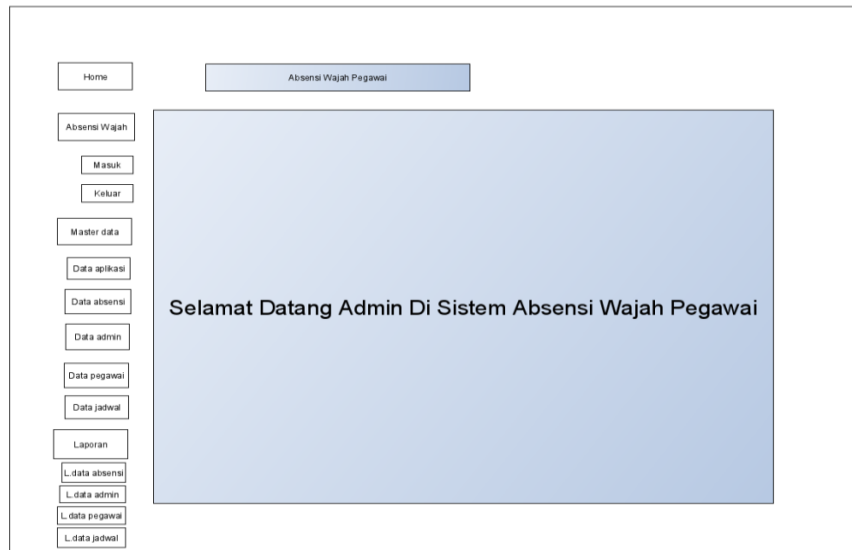 Home
Absensi Wajah Pegawai
Absensi Wajah
Masuk
Keluar
Master data
Data aplikasi
Data absensi
Data admin
Data pegawai
Data jadwal
Laporan
L.data absensi
L.data admin
L.data pegawai
L.data jadwal
Selamat Datang Admin Di Sistem Absensi Wajah Pegawai